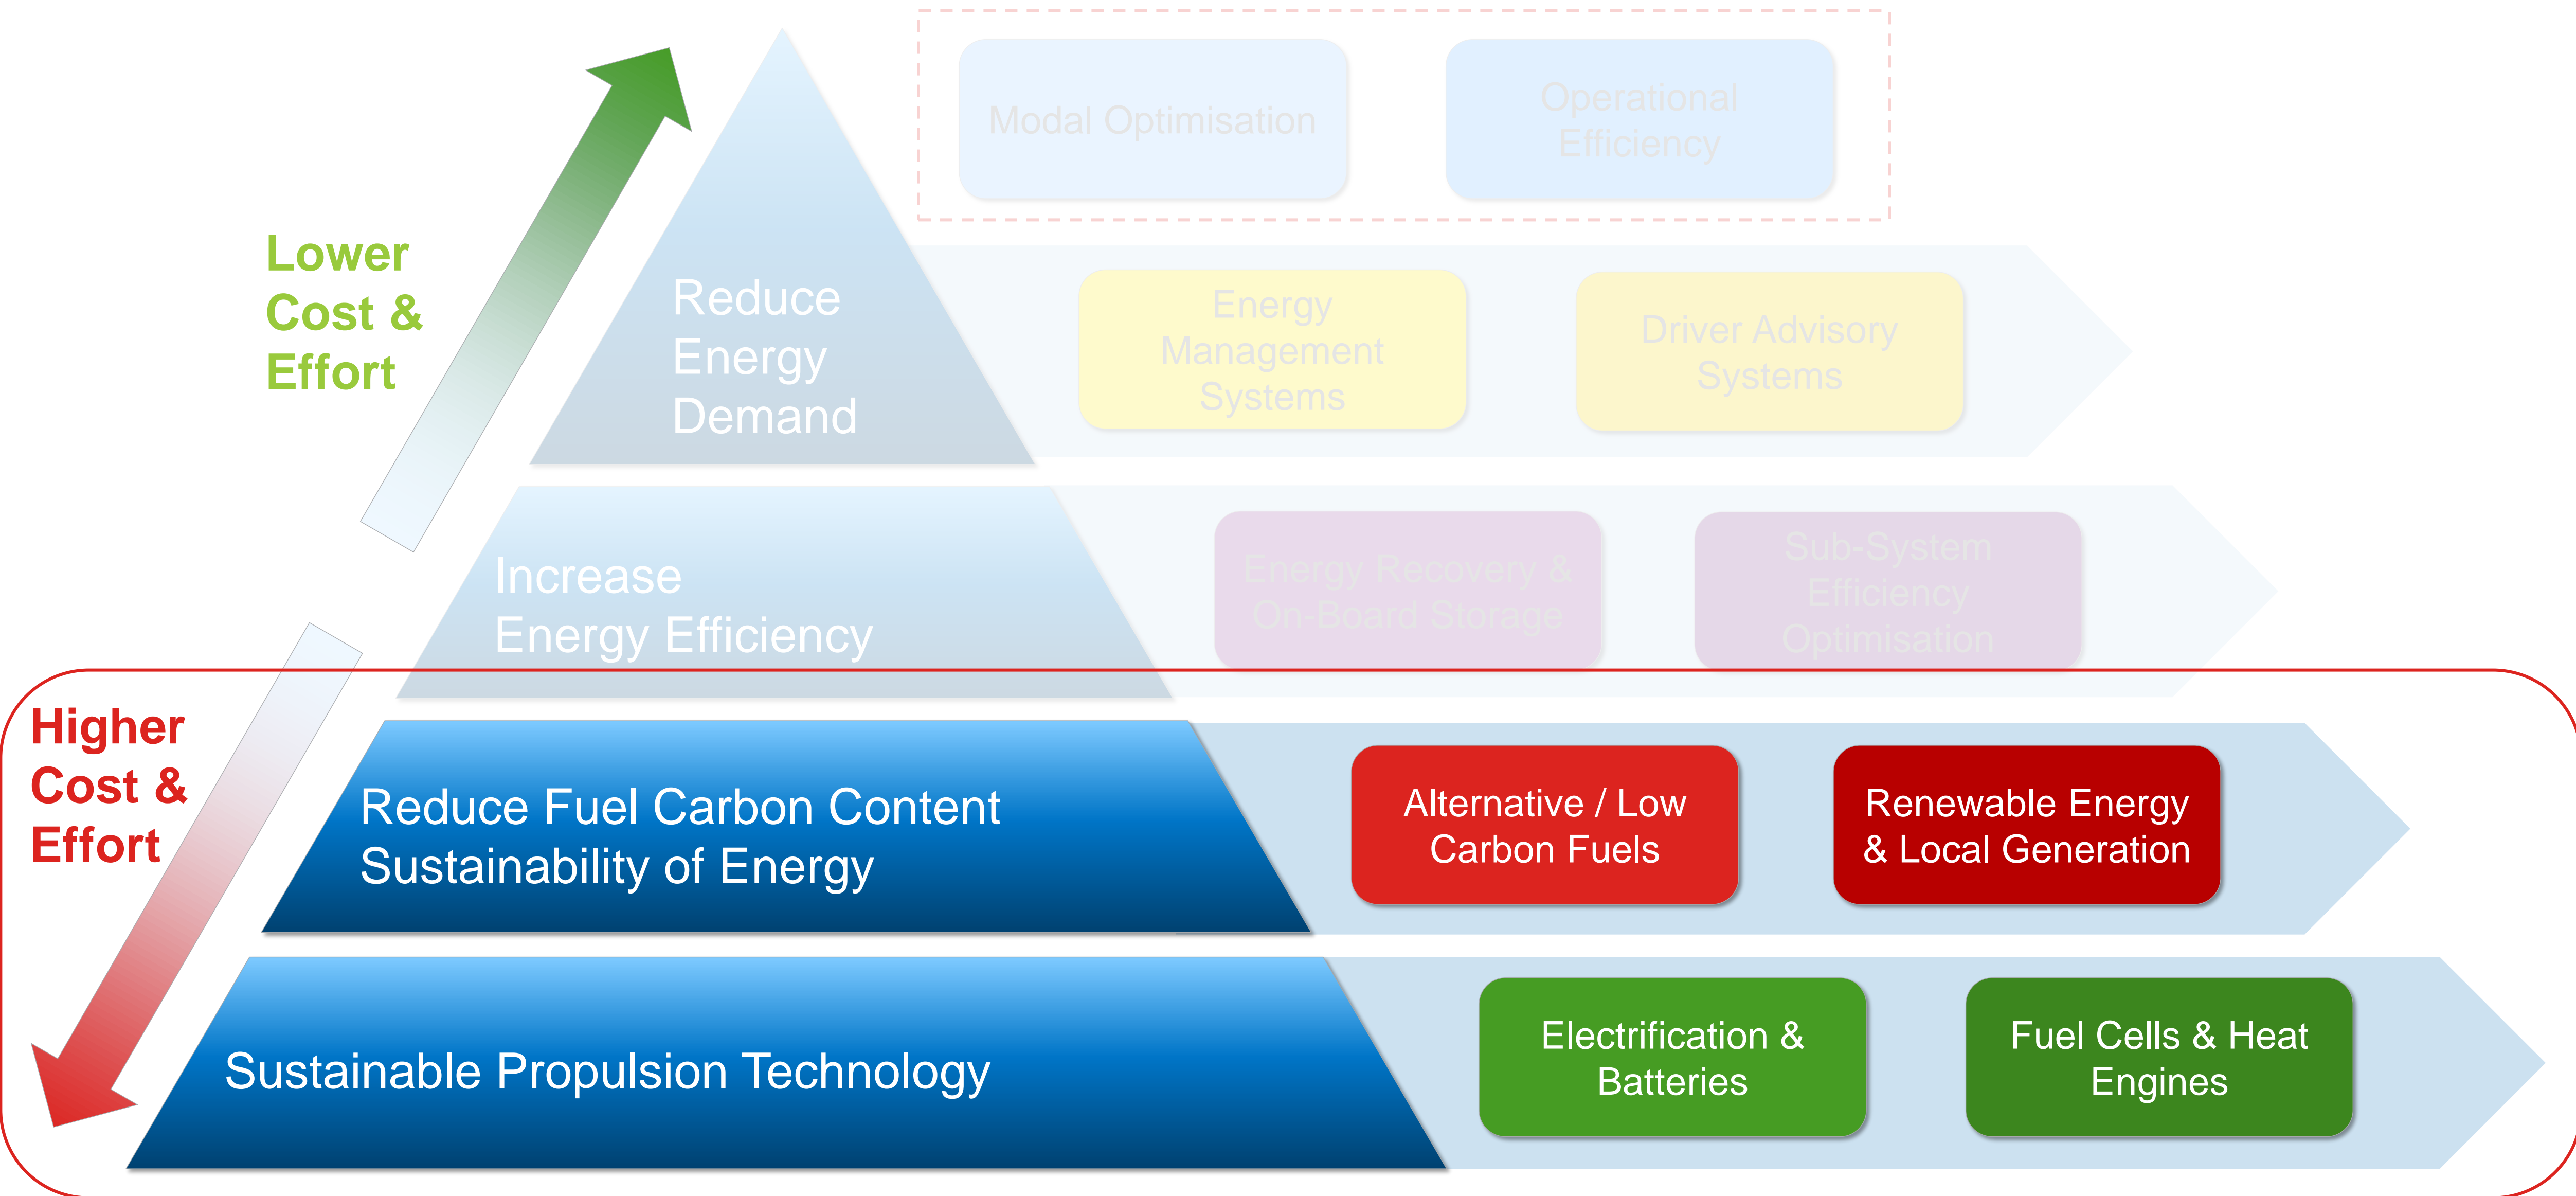 Modal Optimisation
Operational
Efficiency
Lower
Cost &
Effort
Reduce
Energy
Demand
Energy
Management
Systems
Driver Advisory
Systems
Increase
Energy Efficiency
Energy Recovery &
On-Board Storage
Sub-System
Efficiency
Optimisation
Higher
Cost &
Effort
Reduce Fuel Carbon Content
Sustainability of Energy
Alternative / Low
Carbon Fuels
Renewable Energy
& Local Generation
Sustainable Propulsion Technology
Electrification &
Batteries
Fuel Cells & Heat
Engines